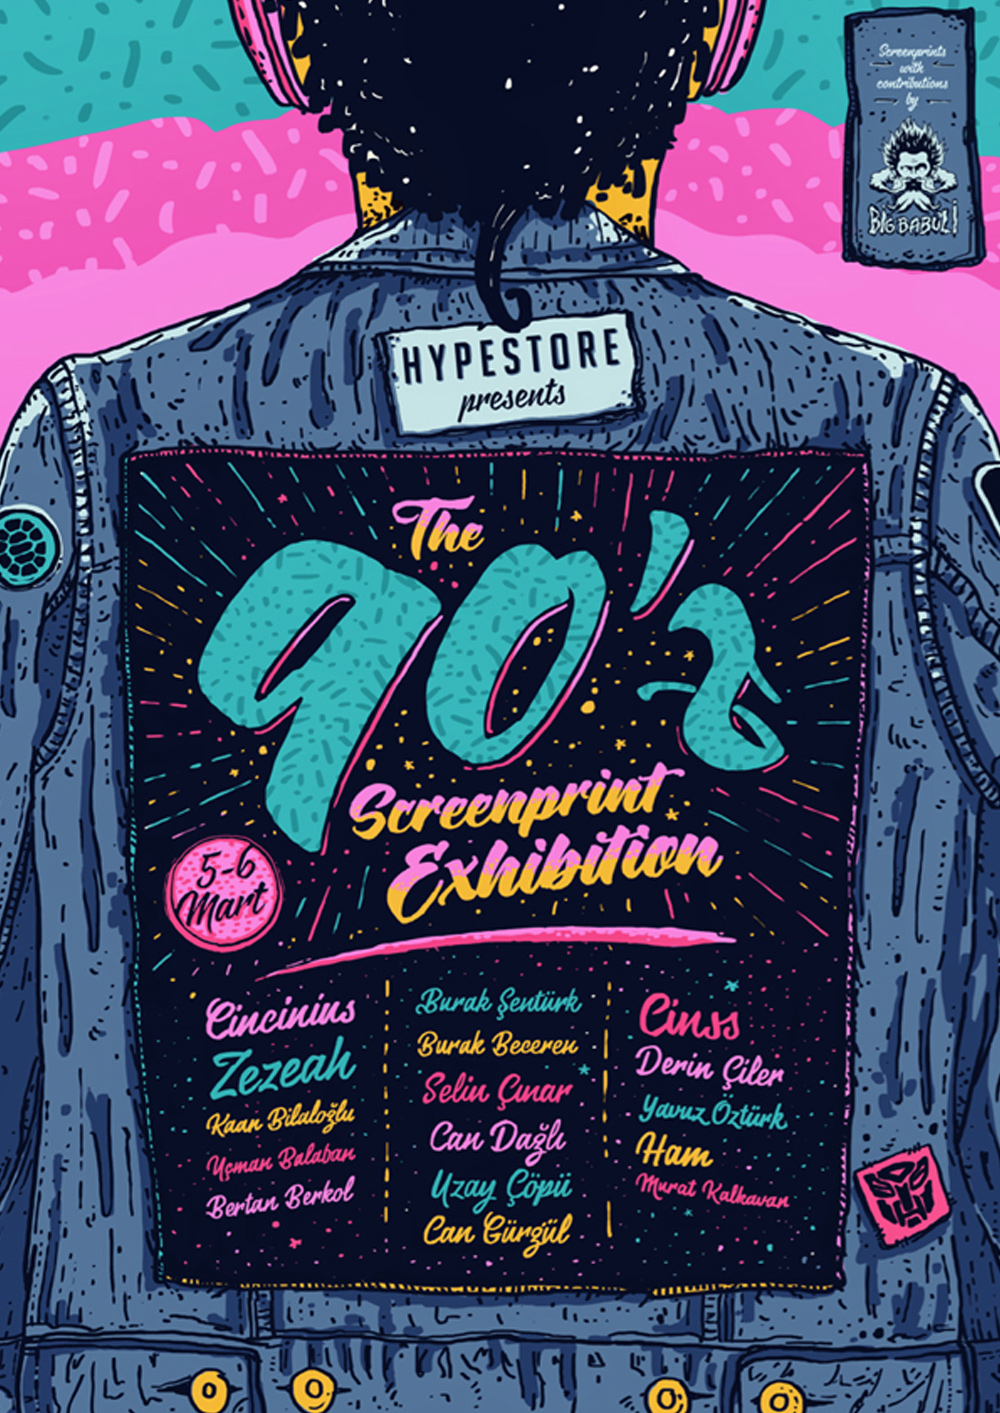 Screenprints
with
contributions
by
BIG BABUL!
HYPESTORE
presents
The
90's
Screenprint
Exhibition
5-6
Mart
Cincinius
Zezeah
Kaan Bilaloğlu
Uşman Balaban
Bertan Berkol
Burak Şentürk
Burak Beceren
Selin Çınar
Can Dağlı
Uzay Çöpü
Can Gürgül
Cinss
Derin Çiler
Yavuz Öztürk
Ham
Murat Kalkavan